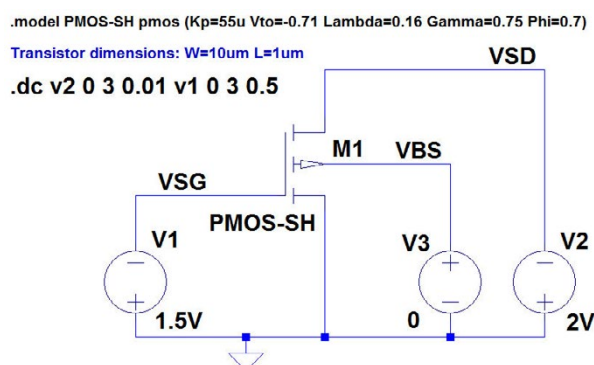 .model PMOS-SH pmos (Kp=55u Vto=-0.71 Lambda=0.16 Gamma=0.75 Phi=0.7)
Transistor dimensions: W=10um L=1um
.dc v2 0 3 0.01 v1 0 3 0.5
VSD
M1
VBS
VSG
PMOS-SH
V1
V3
V2
1.5V
0
2V